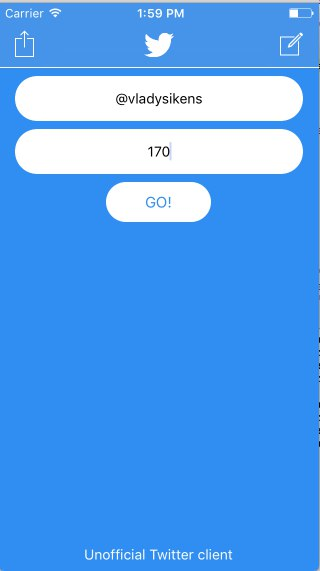 Carrier 1:59 PM
@vladysikens
170
GO!
Unofficial Twitter client